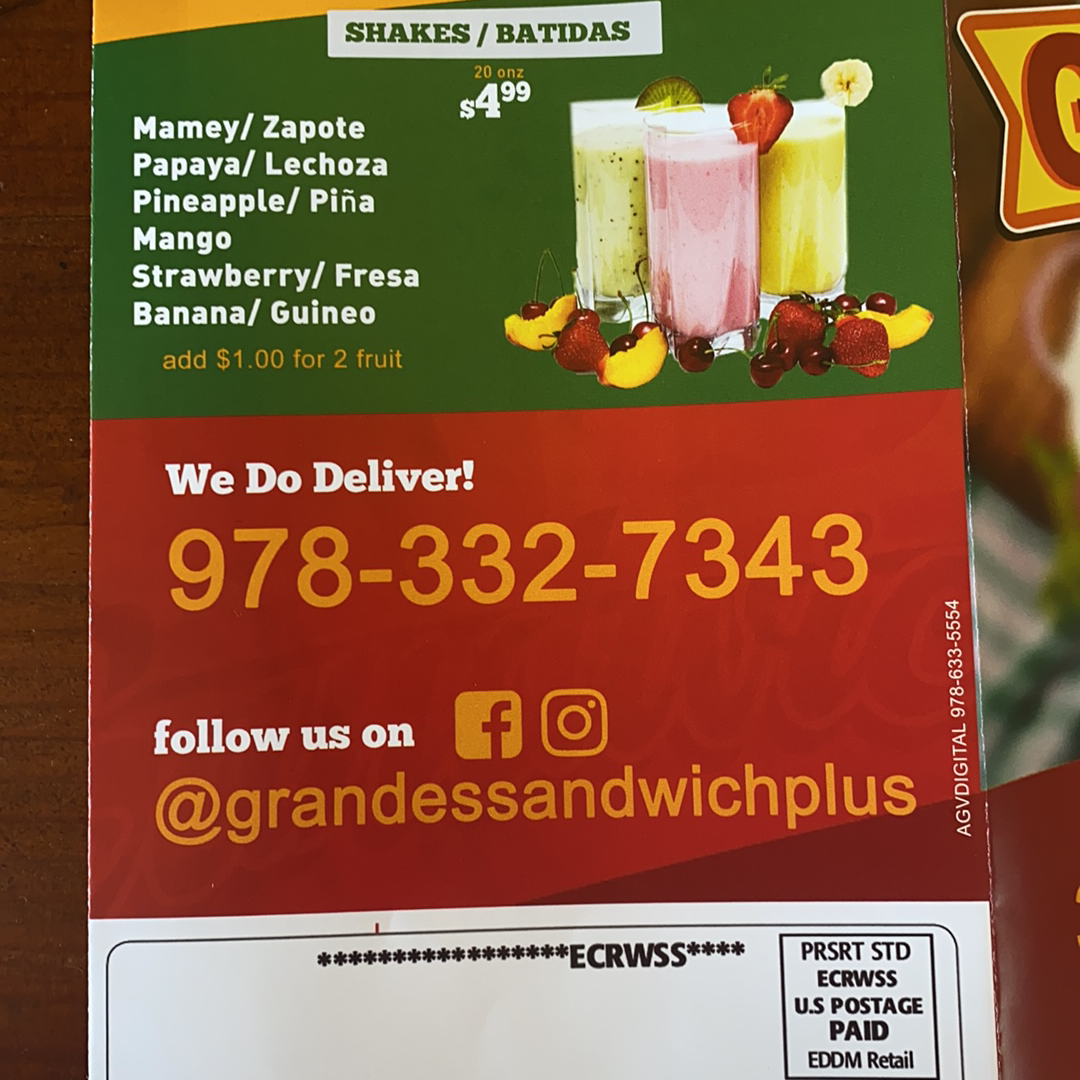 SHAKES / BATIDAS
20 onz
$4⁹⁹
Mamey/ Zapote
Papaya/ Lechoza
Pineapple/ Piña
Mango
Strawberry/ Fresa
Banana/ Guineo
add $1.00 for 2 fruit
We Do Deliver!
978-332-7343
follow us on
@grandessandwichplus
AGVDIGITAL 978-633-5554
*****************ECRWSS****
PRSRT STD
ECRWSS
U.S POSTAGE
PAID
EDDM Retail